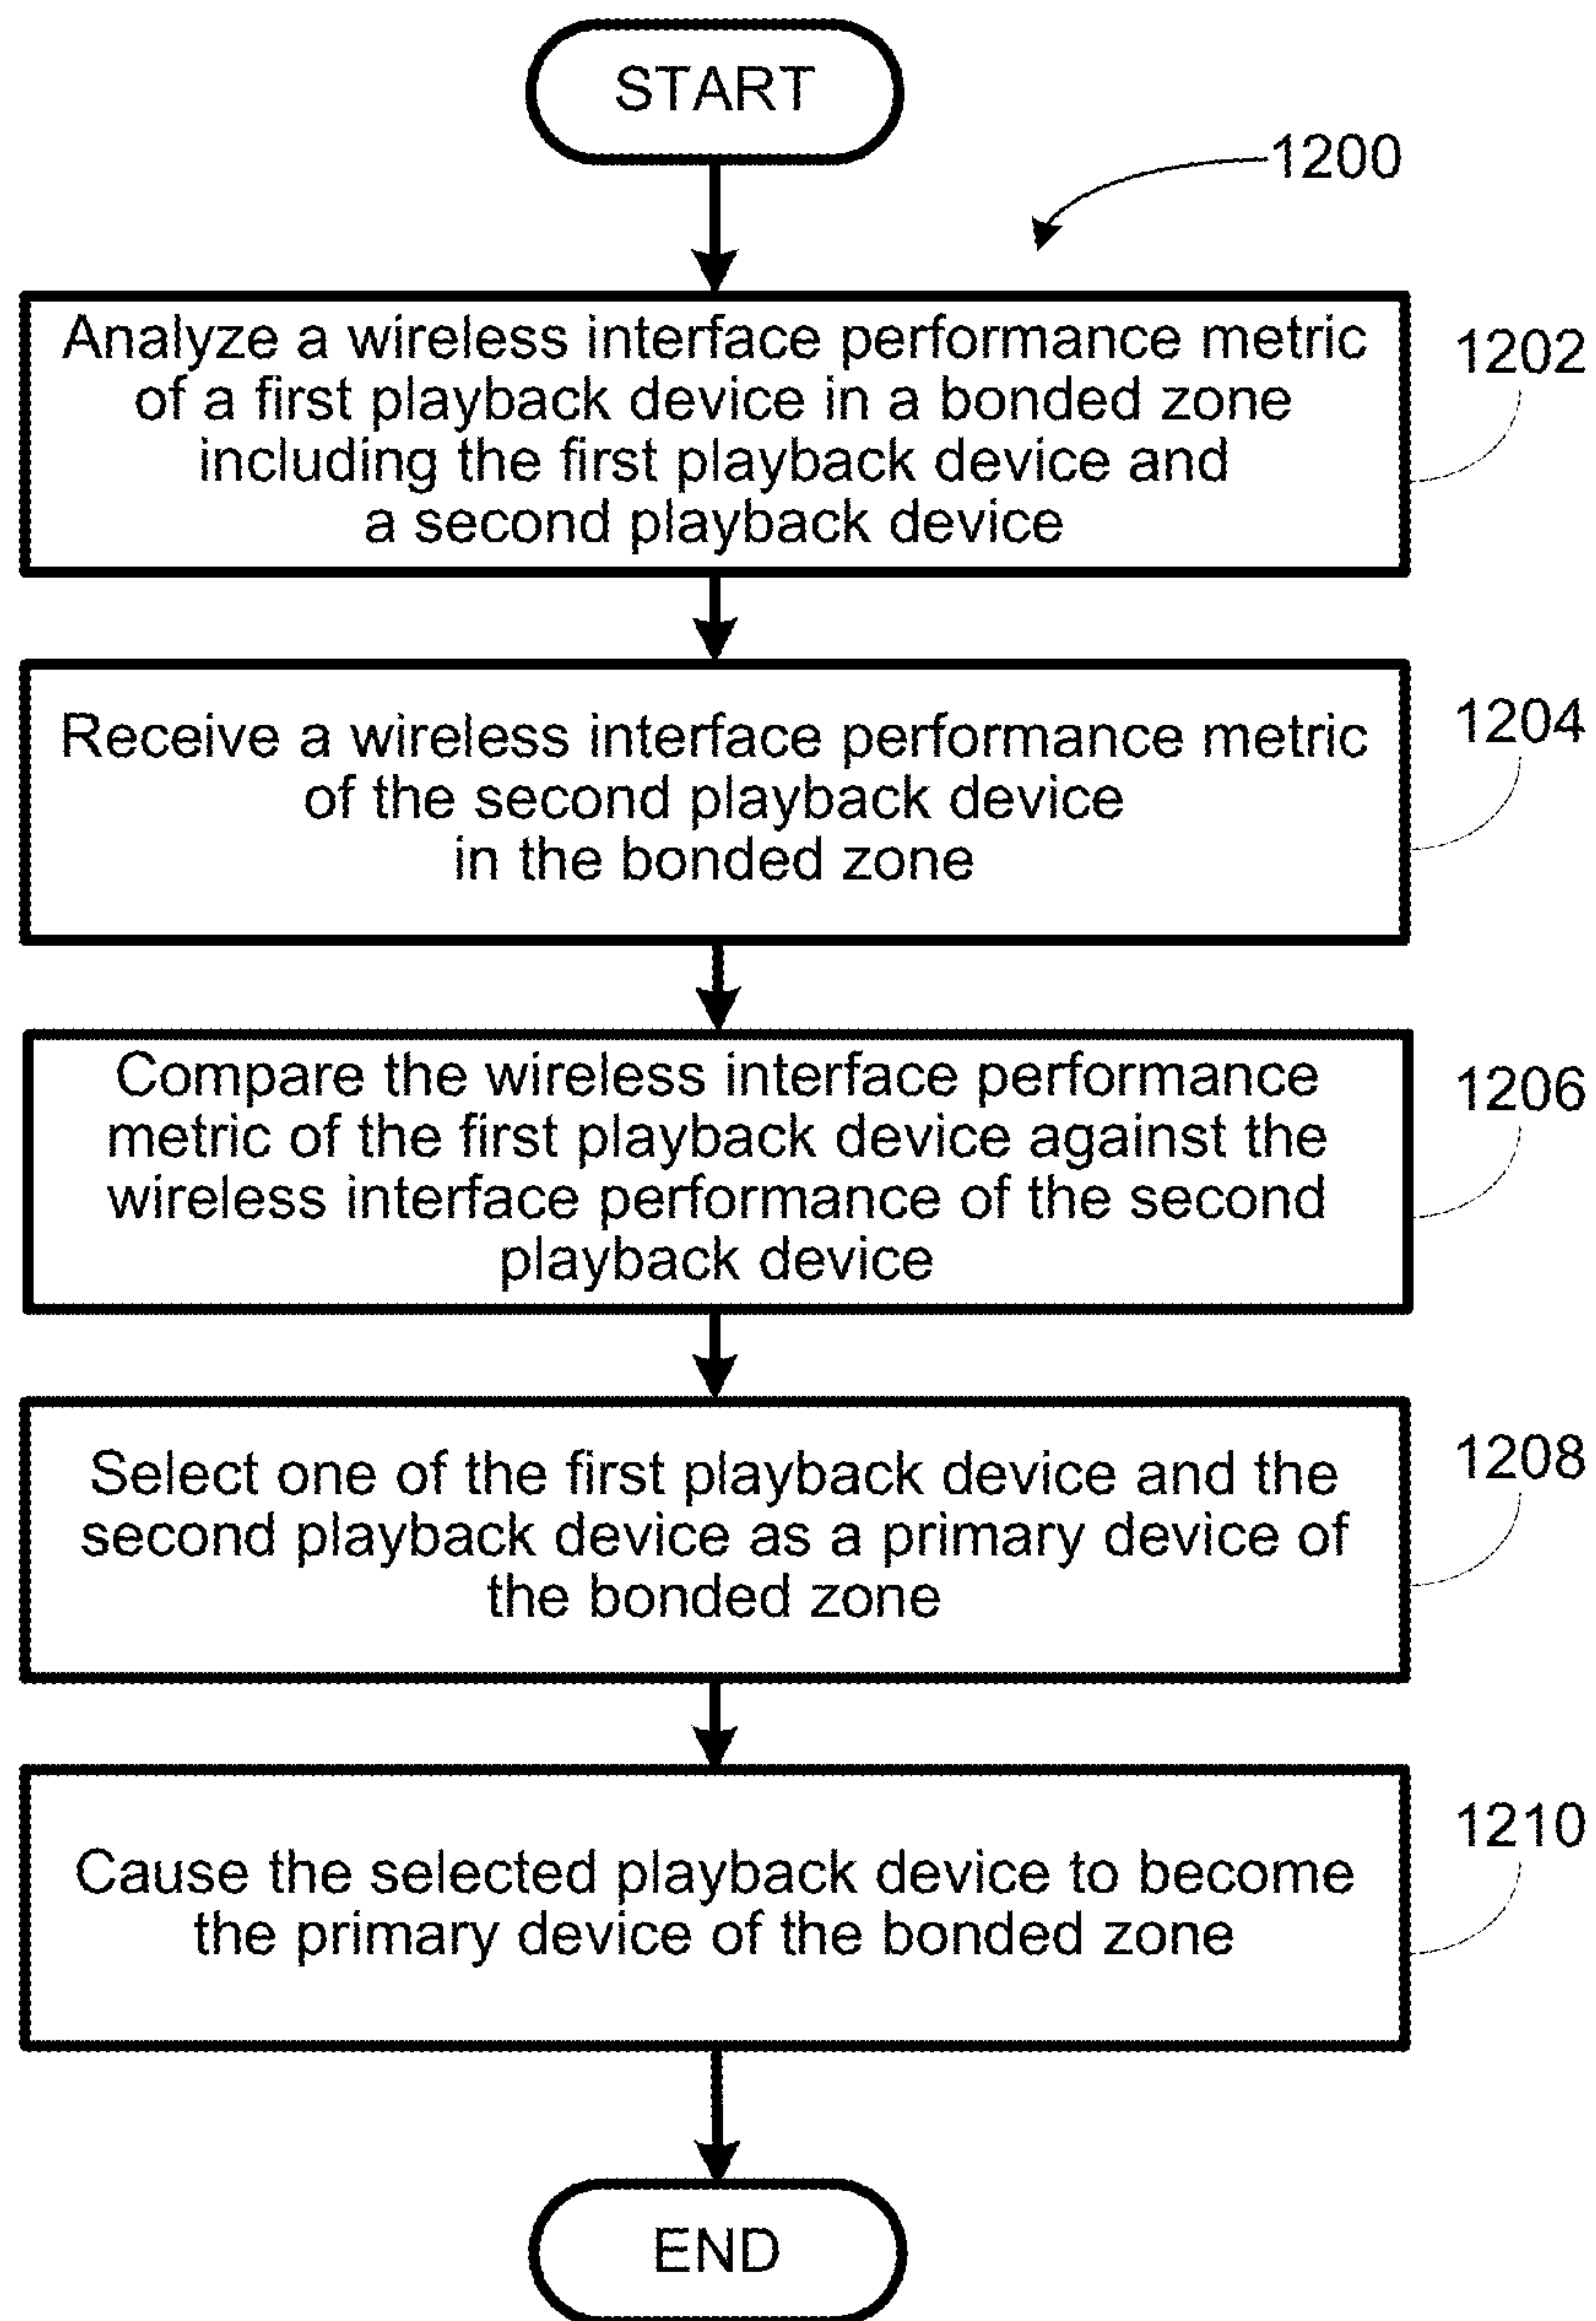 START
1200
Analyze a wireless interface performance metric
of a first playback device in a bonded zone
including the first playback device and
a second playback device
1202
Receive a wireless interface performance metric
of the second playback device
in the bonded zone
1204
Compare the wireless interface performance
metric of the first playback device against the
wireless interface performance of the second
playback device
1206
Select one of the first playback device and the
second playback device as a primary device of
the bonded zone
1208
Cause the selected playback device to become
the primary device of the bonded zone
1210
END